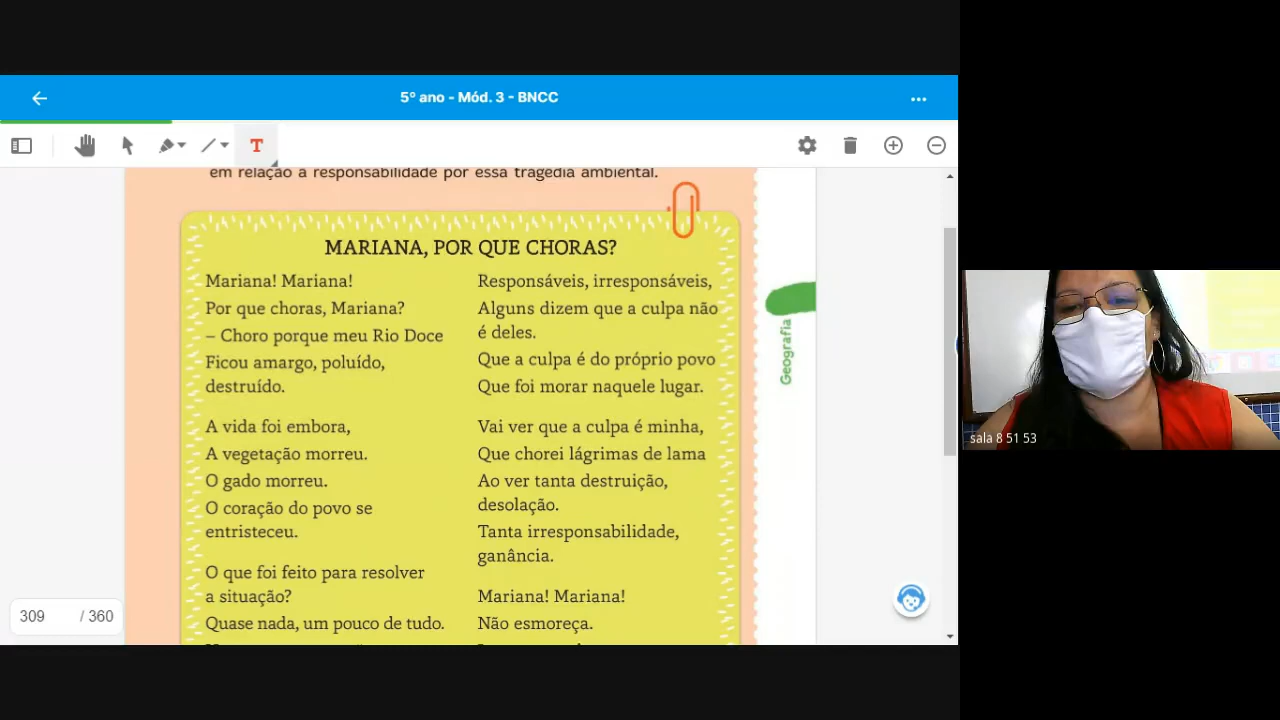 5º ano - Mód. 3 - BNCC
T
em relação à responsabilidade por essa tragédia ambiental.
MARIANA, POR QUE CHORAS?
Mariana! Mariana!
Por que choras, Mariana?
– Choro porque meu Rio Doce
Ficou amargo, poluído,
destruído.
A vida foi embora,
A vegetação morreu.
O gado morreu.
O coração do povo se
entristeceu.
O que foi feito para resolver
a situação?
Quase nada, um pouco de tudo.
Responsáveis, irresponsáveis,
Alguns dizem que a culpa não
é deles.
Que a culpa é do próprio povo
Que foi morar naquele lugar.
Vai ver que a culpa é minha,
Que chorei lágrimas de lama
Ao ver tanta destruição,
desolação.
Tanta irresponsabilidade,
ganância.
Mariana! Mariana!
Não esmoreça.
Geografia
309 / 360
sala 8 51 53